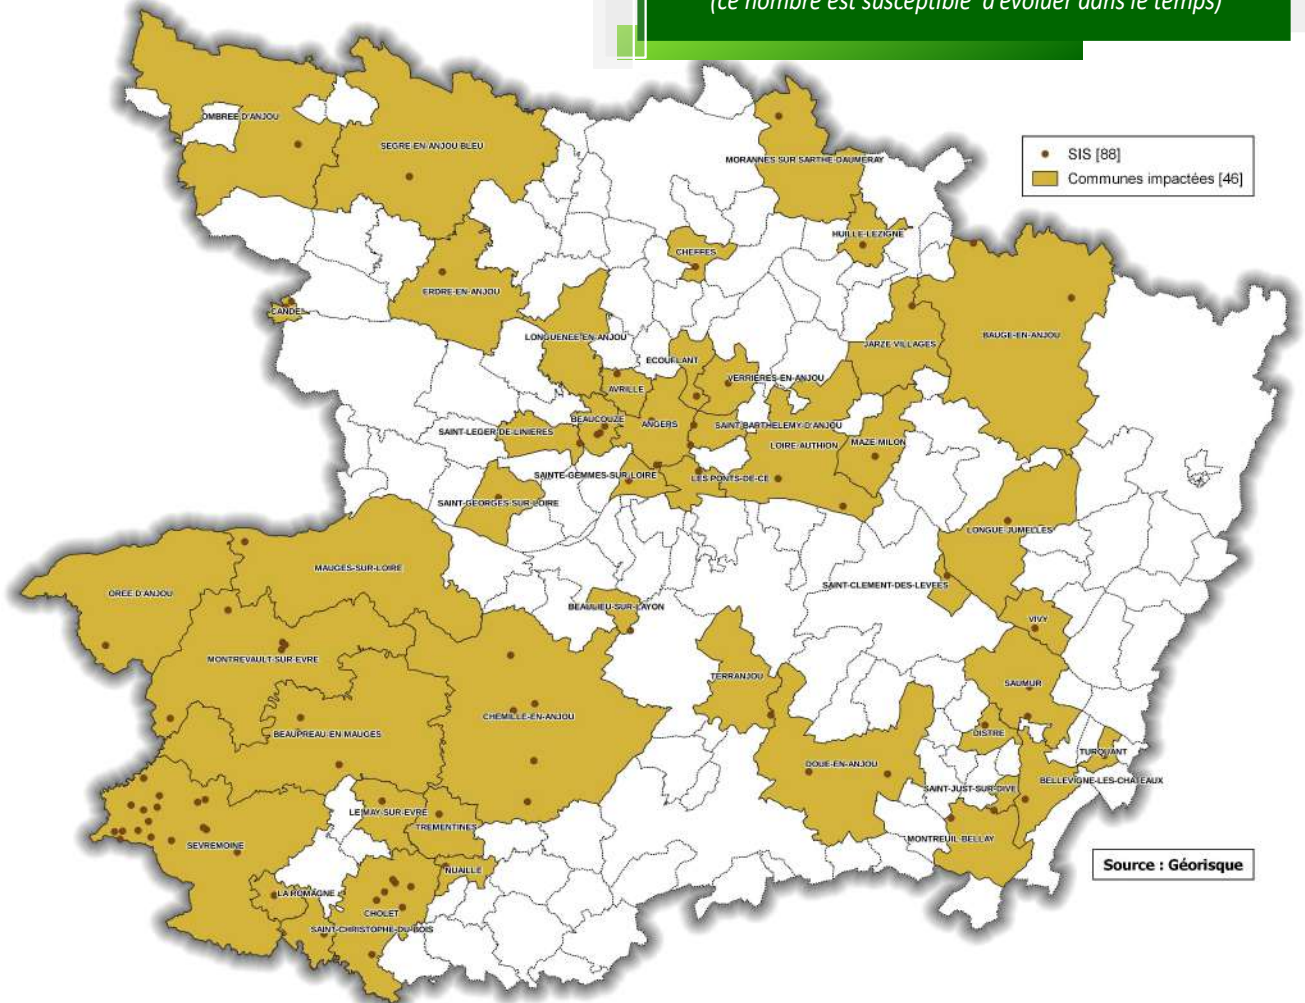 (ce nombre est susceptible d'évoluer dans le temps)
OMBREE D'ANJOU
SEGRE-EN-ANJOU BLEU
MORANNES SUR SARTHE-DAUMERAY
SIS [88]
Communes impactées [46]
HUILLE-LEZIGNE
CHEFFES
ERDRE-EN-ANJOU
CANDE
LONGUENEE-EN-ANJOU
JARZE-VILLAGES
BAUGE-EN-ANJOU
ECOUFLANT
VERRIERES-EN-ANJOU
AVRILLE
BEAUCOUZE
ANGERS
SAINT-BARTHELEMY-D'ANJOU
SAINT-LEGER-DE-LINIERES
LOIRE-AUTHION
MAZE-MILON
SAINTE-GEMMES-SUR-LOIRE
LES PONTS-DE-CE
SAINT-GEORGES-SUR-LOIRE
LONGUE-JUMELLES
MAUGES-SUR-LOIRE
SAINT-CLEMENT-DES-LEVEES
OREE D'ANJOU
BEAULIEU-SUR-LAYON
VIVY
MONTREVAULT-SUR-EVRE
TERRANJOU
SAUMUR
CHEMILLE-EN-ANJOU
BEAUPREAU-EN-MAUGES
DISTRE
TURQUANT
DOUE-EN-ANJOU
BELLEVIGNE-LES-CHATEAUX
SAINT-JUST-SUR-DIVE
LE MAY-SUR-EVRE
TREMENTINES
MONTREUIL-BELLAY
SEVREMOINE
Source : Géorisque
NUAILLE
LA ROMAGNE
CHOLET
SAINT-CHRISTOPHE-DU-BOIS